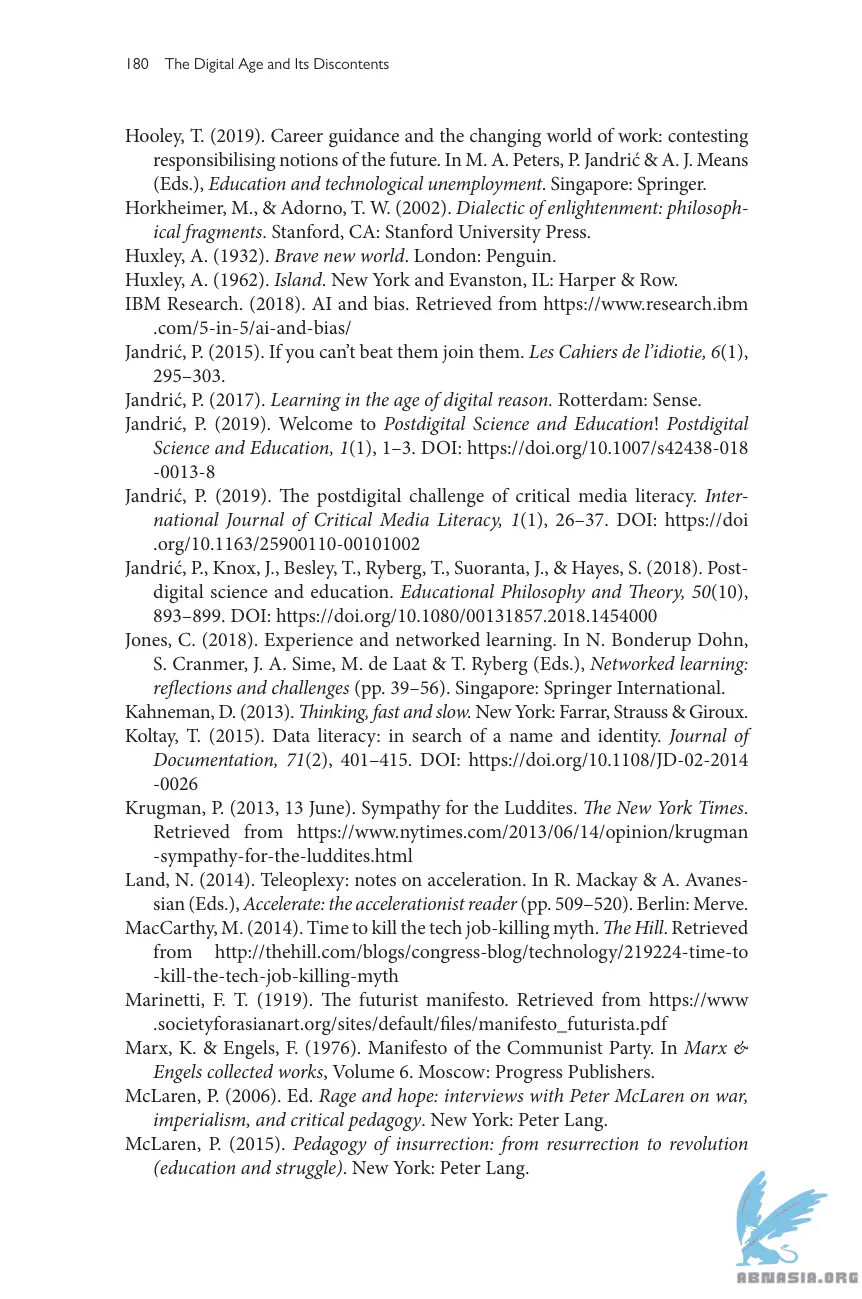 180 The Digital Age and Its Discontents
Hooley, T. (2019). Career guidance and the changing world of work: contesting
responsibilising notions of the future. In M. A. Peters, P. Jandrić & A. J. Means
(Eds.), Education and technological unemployment. Singapore: Springer.
Horkheimer, M., & Adorno, T. W. (2002). Dialectic of enlightenment: philosoph-
ical fragments. Stanford, CA: Stanford University Press.
Huxley, A. (1932). Brave new world. London: Penguin.
Huxley, A. (1962). Island. New York and Evanston, IL: Harper & Row.
IBM Research. (2018). AI and bias. Retrieved from https://www.research.ibm
.com/5-in-5/ai-and-bias/
Jandrić, P. (2015). If you can’t beat them join them. Les Cahiers de l’idiotie, 6(1),
295–303.
Jandrić, P. (2017). Learning in the age of digital reason. Rotterdam: Sense.
Jandrić, P. (2019). Welcome to Postdigital Science and Education! Postdigital
Science and Education, 1(1), 1–3. DOI: https://doi.org/10.1007/s42438-018
-0013-8
Jandrić, P. (2019). The postdigital challenge of critical media literacy. Inter-
national Journal of Critical Media Literacy, 1(1), 26–37. DOI: https://doi
.org/10.1163/25900110-00101002
Jandrić, P., Knox, J., Besley, T., Ryberg, T., Suoranta, J., & Hayes, S. (2018). Post-
digital science and education. Educational Philosophy and Theory, 50(10),
893–899. DOI: https://doi.org/10.1080/00131857.2018.1454000
Jones, C. (2018). Experience and networked learning. In N. Bonderup Dohn,
S. Cranmer, J. A. Sime, M. de Laat & T. Ryberg (Eds.), Networked learning:
reflections and challenges (pp. 39–56). Singapore: Springer International.
Kahneman, D. (2013). Thinking, fast and slow. New York: Farrar, Strauss & Giroux.
Koltay, T. (2015). Data literacy: in search of a name and identity. Journal of
Documentation, 71(2), 401–415. DOI: https://doi.org/10.1108/JD-02-2014
-0026
Krugman, P. (2013, 13 June). Sympathy for the Luddites. The New York Times.
Retrieved from https://www.nytimes.com/2013/06/14/opinion/krugman
-sympathy-for-the-luddites.html
Land, N. (2014). Teleoplexy: notes on acceleration. In R. Mackay & A. Avanes-
sian (Eds.), Accelerate: the accelerationist reader (pp. 509–520). Berlin: Merve.
MacCarthy, M. (2014). Time to kill the tech job-killing myth. The Hill. Retrieved
from http://thehill.com/blogs/congress-blog/technology/219224-time-to
-kill-the-tech-job-killing-myth
Marinetti, F. T. (1919). The futurist manifesto. Retrieved from https://www
.societyforasianart.org/sites/default/files/manifesto_futurista.pdf
Marx, K. & Engels, F. (1976). Manifesto of the Communist Party. In Marx &
Engels collected works, Volume 6. Moscow: Progress Publishers.
McLaren, P. (2006). Ed. Rage and hope: interviews with Peter McLaren on war,
imperialism, and critical pedagogy. New York: Peter Lang.
McLaren, P. (2015). Pedagogy of insurrection: from resurrection to revolution
(education and struggle). New York: Peter Lang.
ABNASIA.ORG